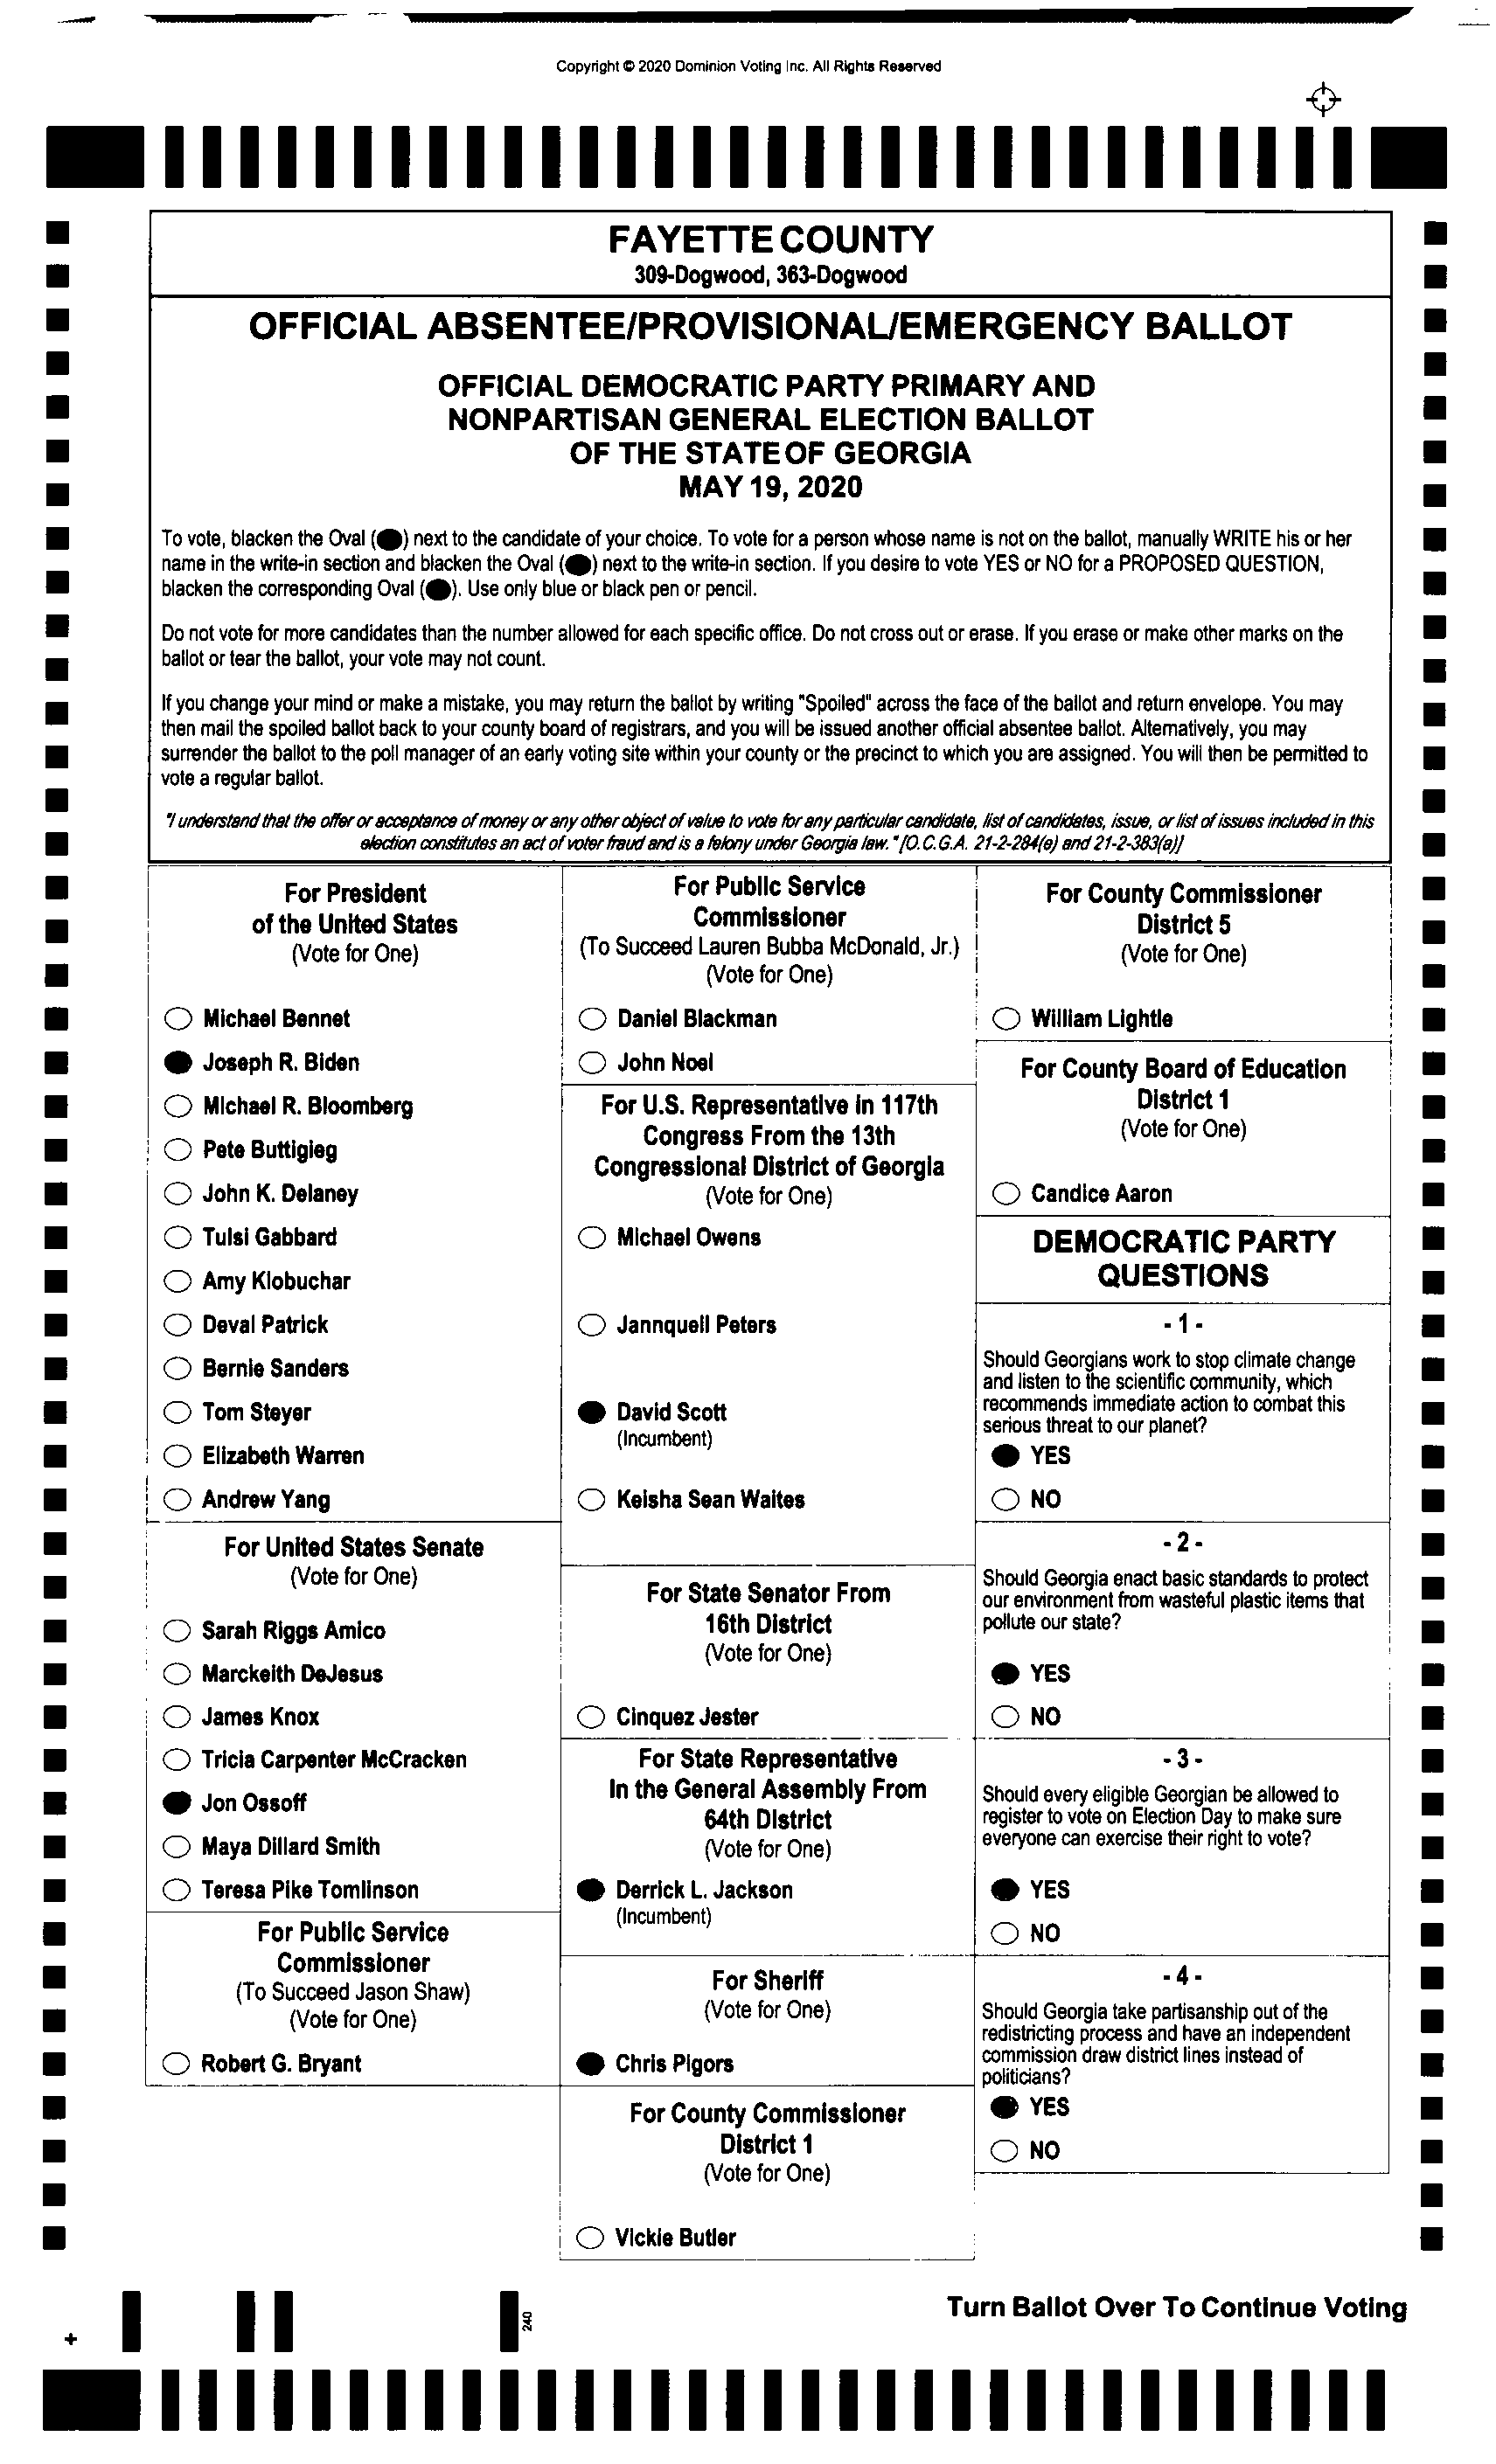 Copyright © 2020 Dominion Voting Inc. All Rights Reserved
FAYETTE COUNTY
309-Dogwood, 363-Dogwood
OFFICIAL ABSENTEE/PROVISIONAL/EMERGENCY BALLOT
OFFICIAL DEMOCRATIC PARTY PRIMARY AND
NONPARTISAN GENERAL ELECTION BALLOT
OF THE STATE OF GEORGIA
MAY 19, 2020
To vote, blacken the Oval (●) next to the candidate of your choice. To vote for a person whose name is not on the ballot, manually WRITE his or her
name in the write-in section and blacken the Oval (●) next to the write-in section. If you desire to vote YES or NO for a PROPOSED QUESTION,
blacken the corresponding Oval (●). Use only blue or black pen or pencil.
Do not vote for more candidates than the number allowed for each specific office. Do not cross out or erase. If you erase or make other marks on the
ballot or tear the ballot, your vote may not count.
If you change your mind or make a mistake, you may return the ballot by writing "Spoiled" across the face of the ballot and return envelope. You may
then mail the spoiled ballot back to your county board of registrars, and you will be issued another official absentee ballot. Alternatively, you may
surrender the ballot to the poll manager of an early voting site within your county or the precinct to which you are assigned. You will then be permitted to
vote a regular ballot.
"I understand that the offer or acceptance of money or any other object of value to vote for any particular candidate, list of candidates, issue, or list of issues included in this
election constitutes an act of voter fraud and is a felony under Georgia law." [O.C.G.A. 21-2-284(e) and 21-2-383(a)]
For President
of the United States
(Vote for One)
Michael Bennet
Joseph R. Biden
Michael R. Bloomberg
Pete Buttigieg
John K. Delaney
Tulsi Gabbard
Amy Klobuchar
Deval Patrick
Bernie Sanders
Tom Steyer
Elizabeth Warren
Andrew Yang
For United States Senate
(Vote for One)
Sarah Riggs Amico
Marckeith DeJesus
James Knox
Tricia Carpenter McCracken
Jon Ossoff
Maya Dillard Smith
Teresa Pike Tomlinson
For Public Service
Commissioner
(To Succeed Jason Shaw)
(Vote for One)
Robert G. Bryant
For Public Service
Commissioner
(To Succeed Lauren Bubba McDonald, Jr.)
(Vote for One)
Daniel Blackman
John Noel
For U.S. Representative in 117th
Congress From the 13th
Congressional District of Georgia
(Vote for One)
Michael Owens
Jannquell Peters
David Scott
(Incumbent)
Keisha Sean Waites
For State Senator From
16th District
(Vote for One)
Cinquez Jester
For State Representative
In the General Assembly From
64th District
(Vote for One)
Derrick L. Jackson
(Incumbent)
For Sheriff
(Vote for One)
Chris Pigors
For County Commissioner
District 1
(Vote for One)
Vickie Butler
For County Commissioner
District 5
(Vote for One)
William Lightle
For County Board of Education
District 1
(Vote for One)
Candice Aaron
DEMOCRATIC PARTY
QUESTIONS
- 1 -
Should Georgians work to stop climate change
and listen to the scientific community, which
recommends immediate action to combat this
serious threat to our planet?
YES
NO
- 2 -
Should Georgia enact basic standards to protect
our environment from wasteful plastic items that
pollute our state?
YES
NO
- 3 -
Should every eligible Georgian be allowed to
register to vote on Election Day to make sure
everyone can exercise their right to vote?
YES
NO
- 4 -
Should Georgia take partisanship out of the
redistricting process and have an independent
commission draw district lines instead of
politicians?
YES
NO
Turn Ballot Over To Continue Voting
240
+